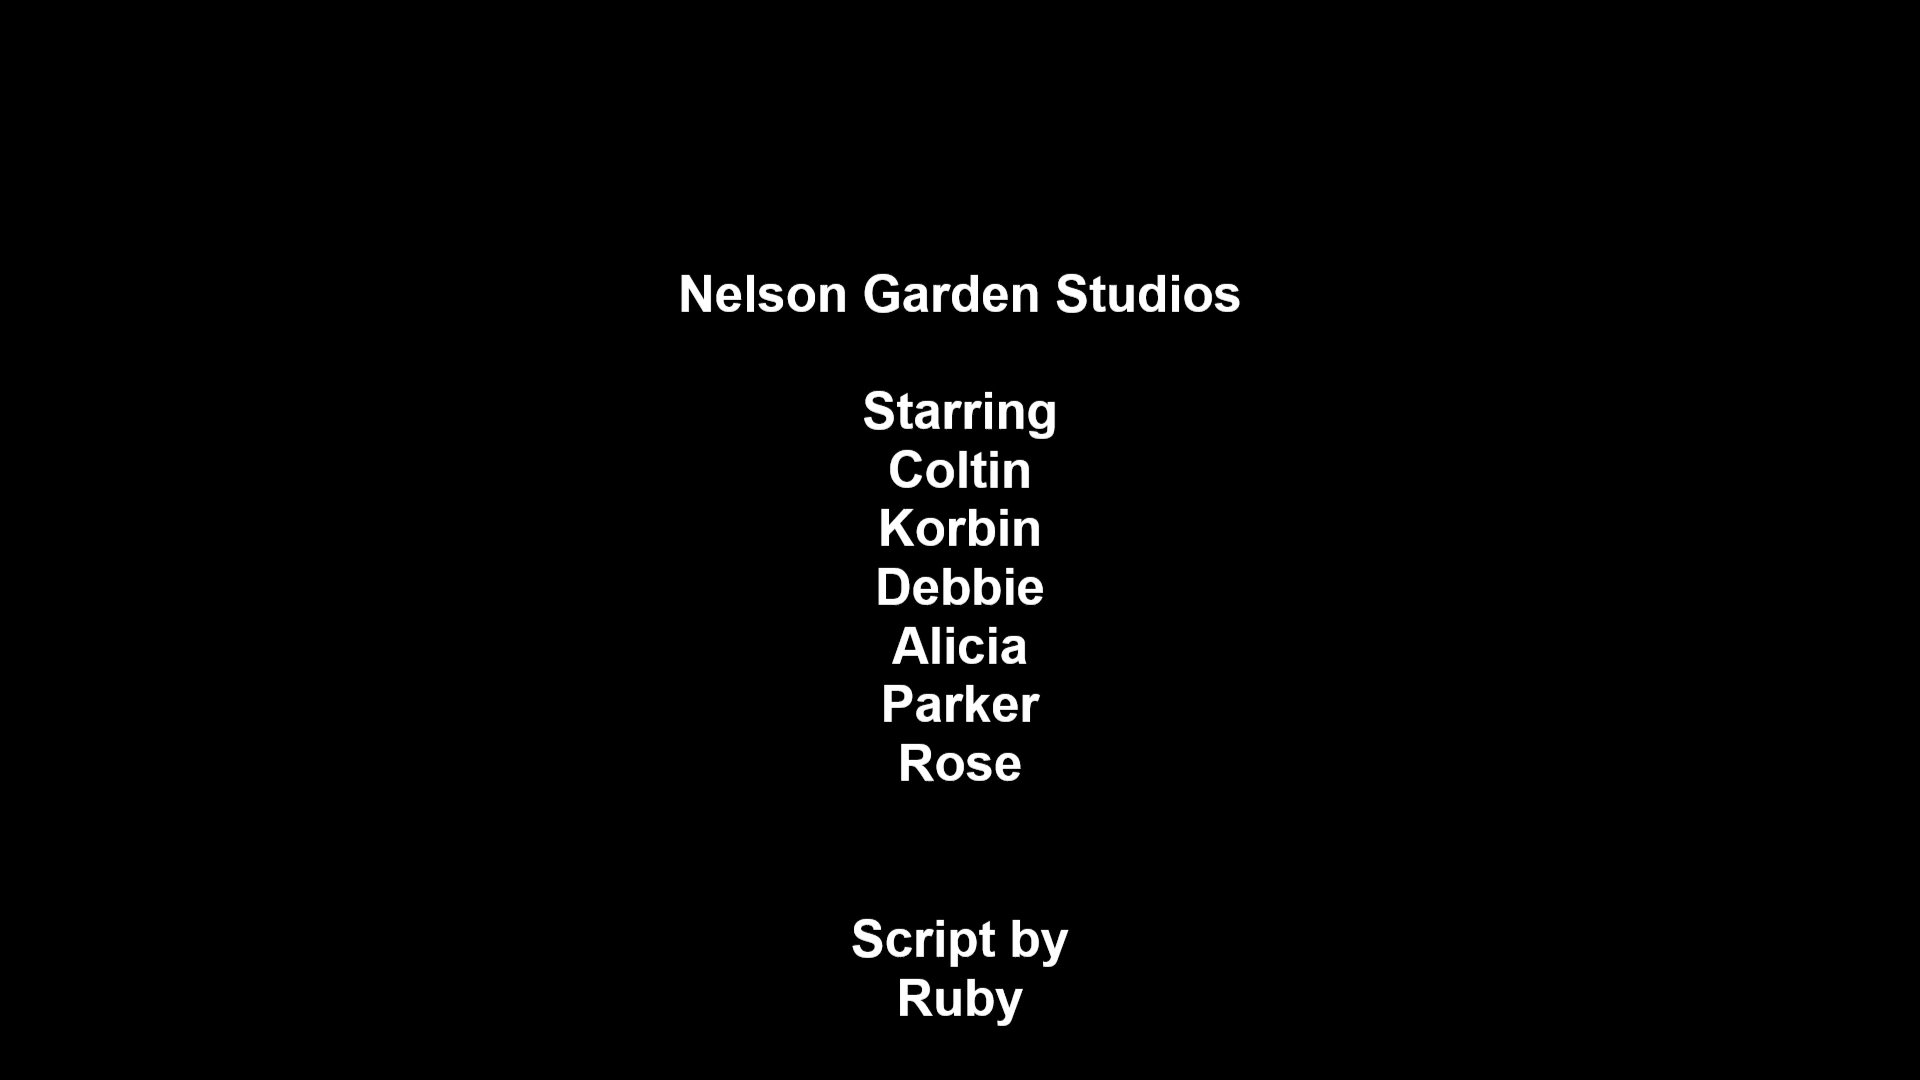 Nelson Garden Studios
Starring
Coltin
Korbin
Debbie
Alicia
Parker
Rose
Script by
Ruby